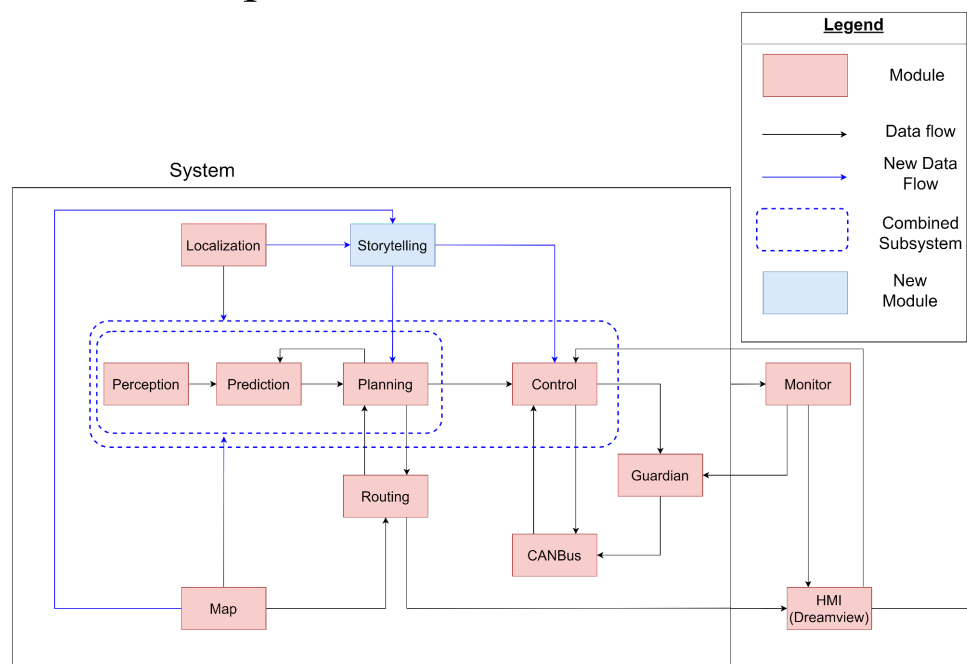 Legend
Module
Data flow
New Data
Flow
Combined
Subsystem
New
Module
System
Localization
Storytelling
Perception
Prediction
Planning
Control
Monitor
Guardian
Routing
CANBus
Map
HMI
(Dreamview)